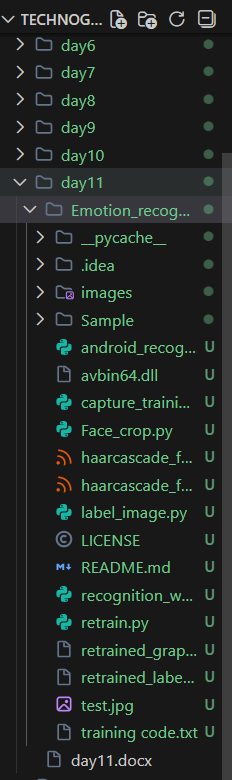 TECHNOG...
day6
day7
day8
day9
day10
day11
Emotion_recog...
__pycache__
.idea
images
Sample
android_recog... U
avbin64.dll U
capture_traini... U
Face_crop.py U
haarcascade_f... U
haarcascade_f... U
label_image.py U
LICENSE U
README.md U
recognition_w... U
retrain.py U
retrained_grap... U
retrained_labe... U
test.jpg U
training code.txt U
day11.docx